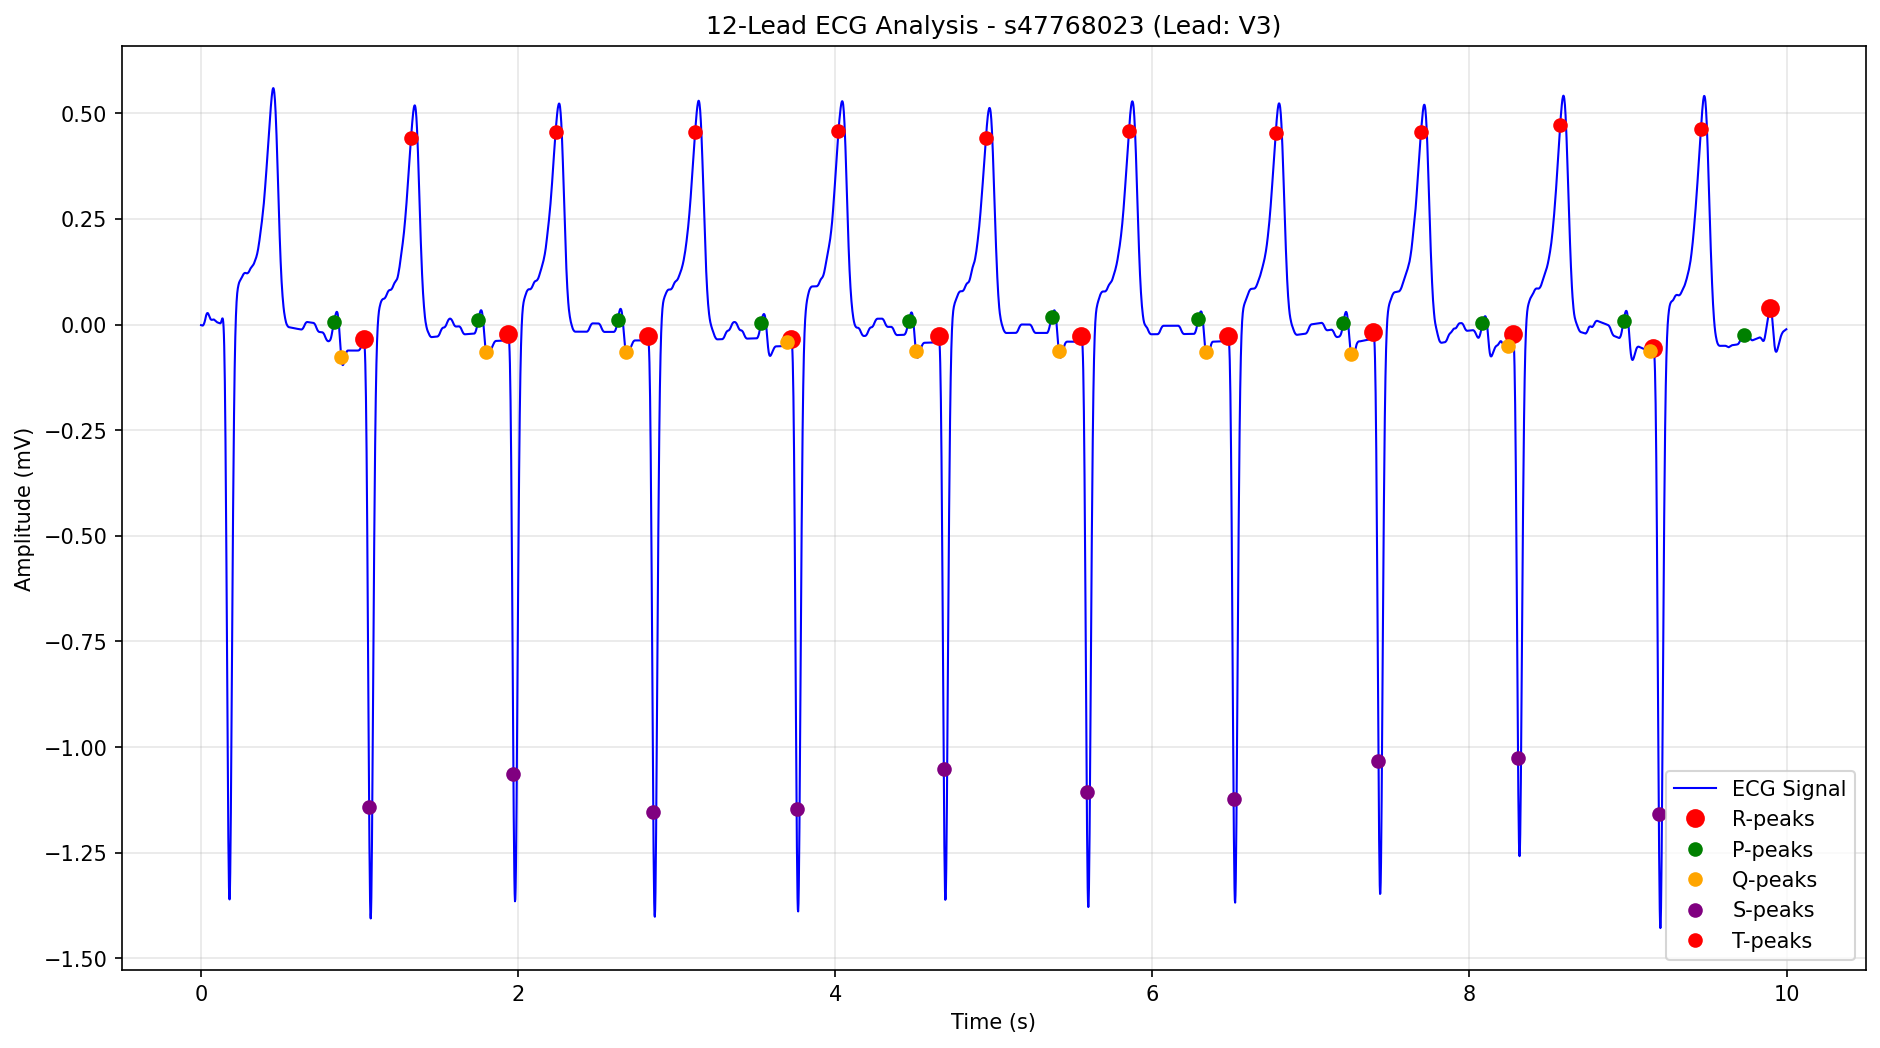 12-Lead ECG Analysis - s47768023 (Lead: V3)
Amplitude (mV)
0.50
0.25
0.00
−0.25
−0.50
−0.75
−1.00
−1.25
−1.50
ECG Signal
R-peaks
P-peaks
Q-peaks
S-peaks
T-peaks
0 2 4 6 8 10
Time (s)